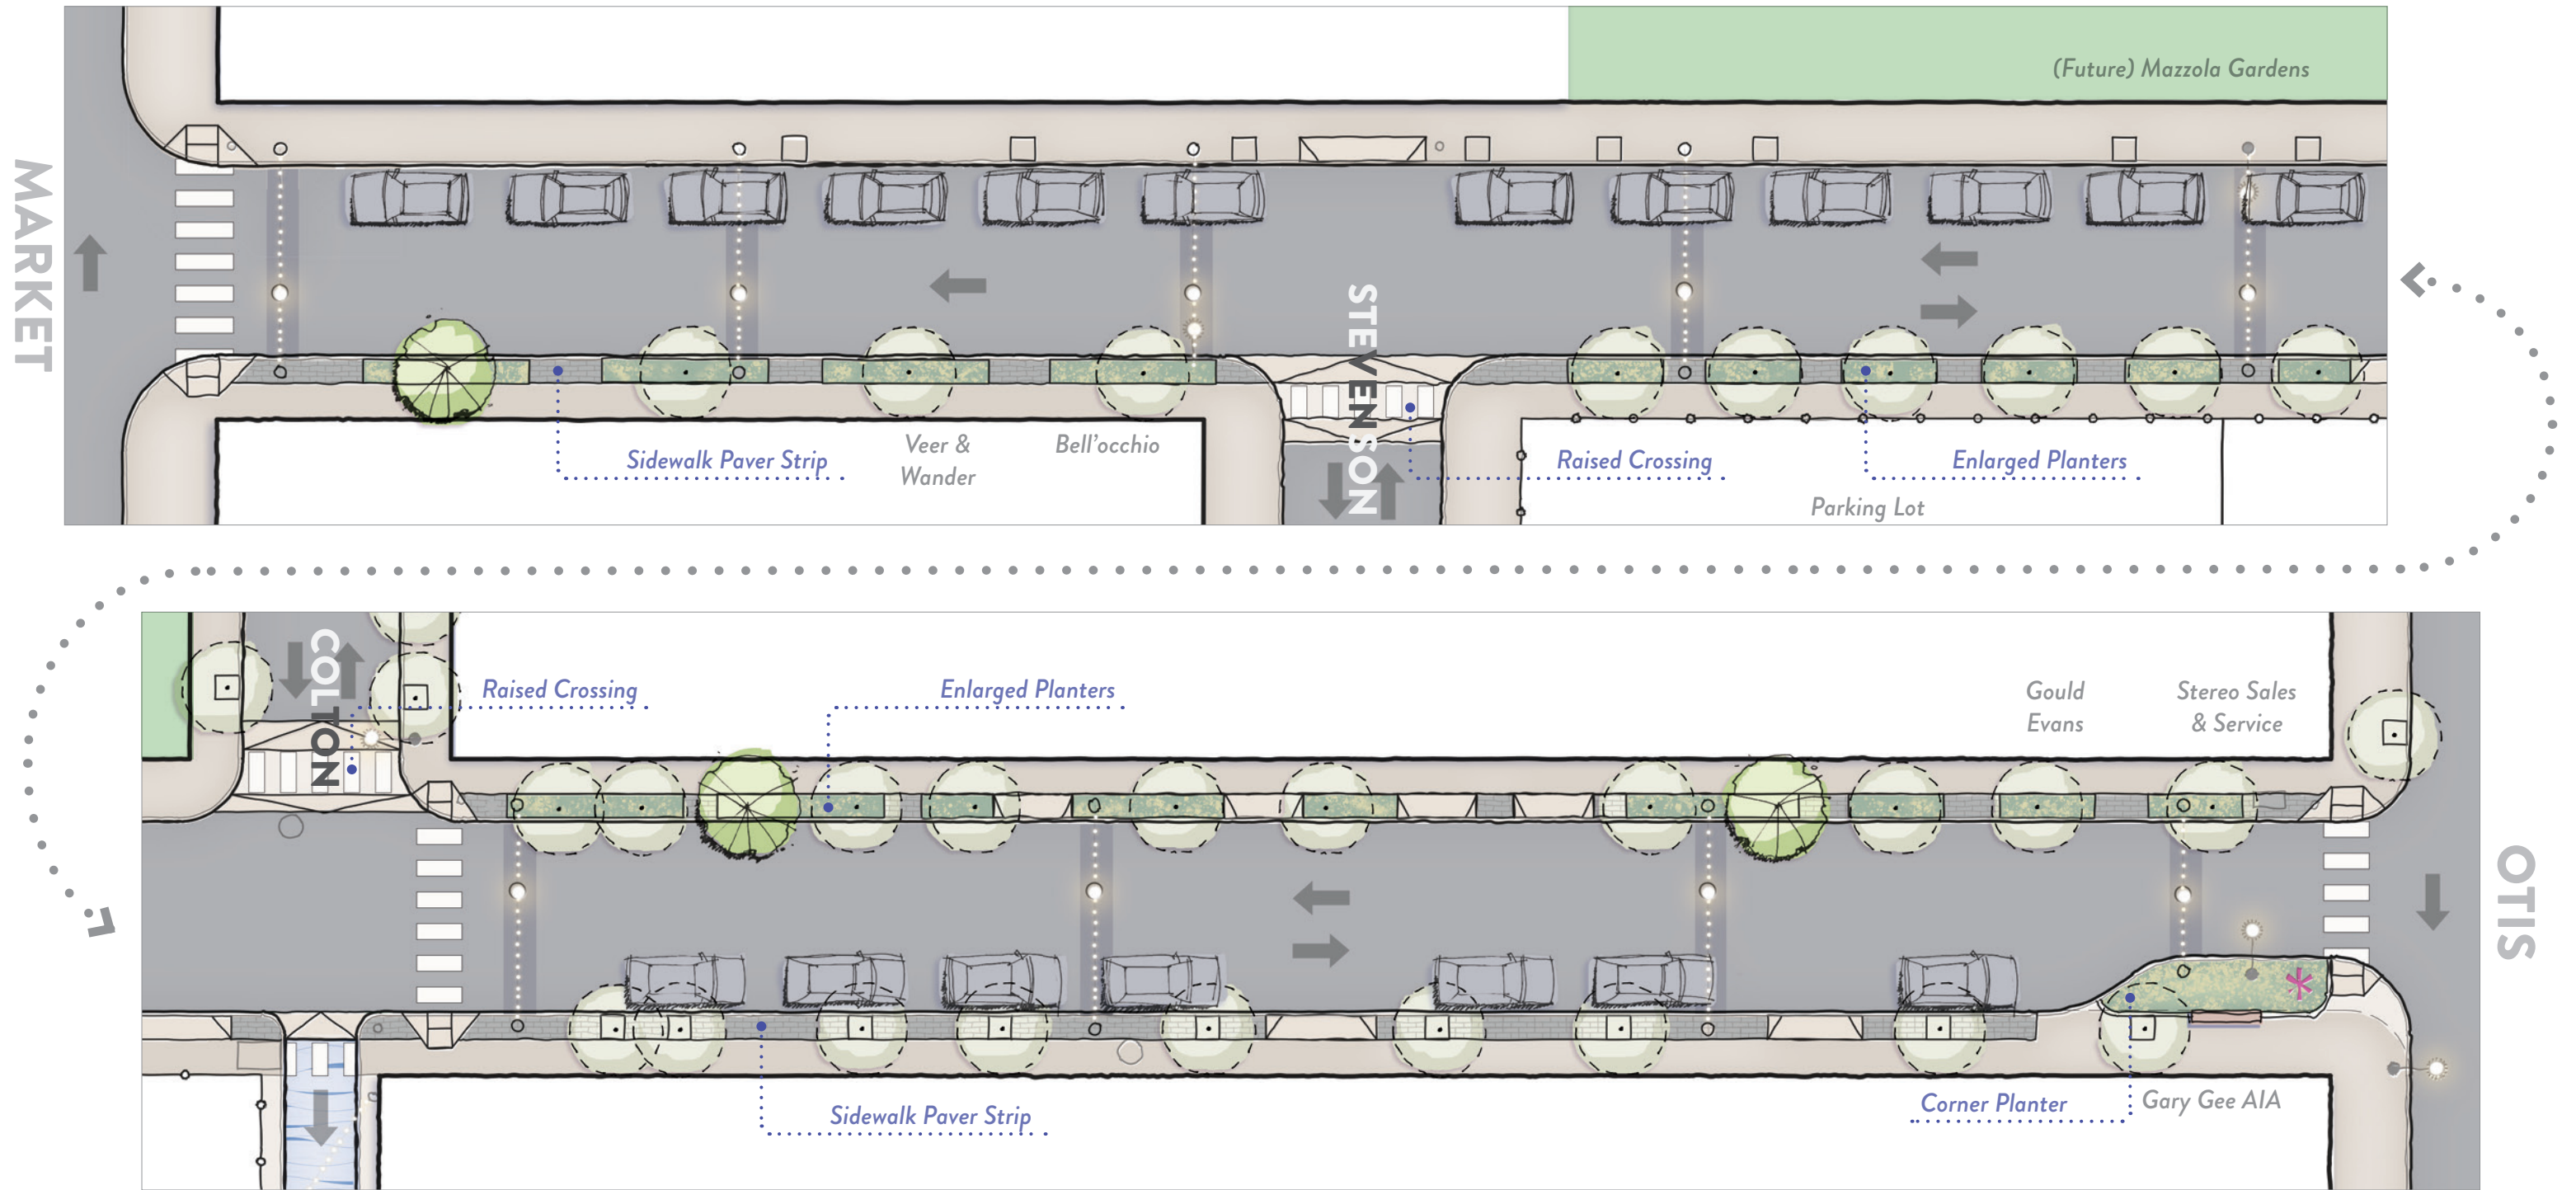 (Future) Mazzola Gardens
MARKET
STEVENSON
Sidewalk Paver Strip
Veer &
Wander
Bell'occhio
Raised Crossing
Enlarged Planters
Parking Lot
COLTON
Raised Crossing
Enlarged Planters
Gould
Evans
Stereo Sales
& Service
OTIS
Sidewalk Paver Strip
Corner Planter
Gary Gee AIA